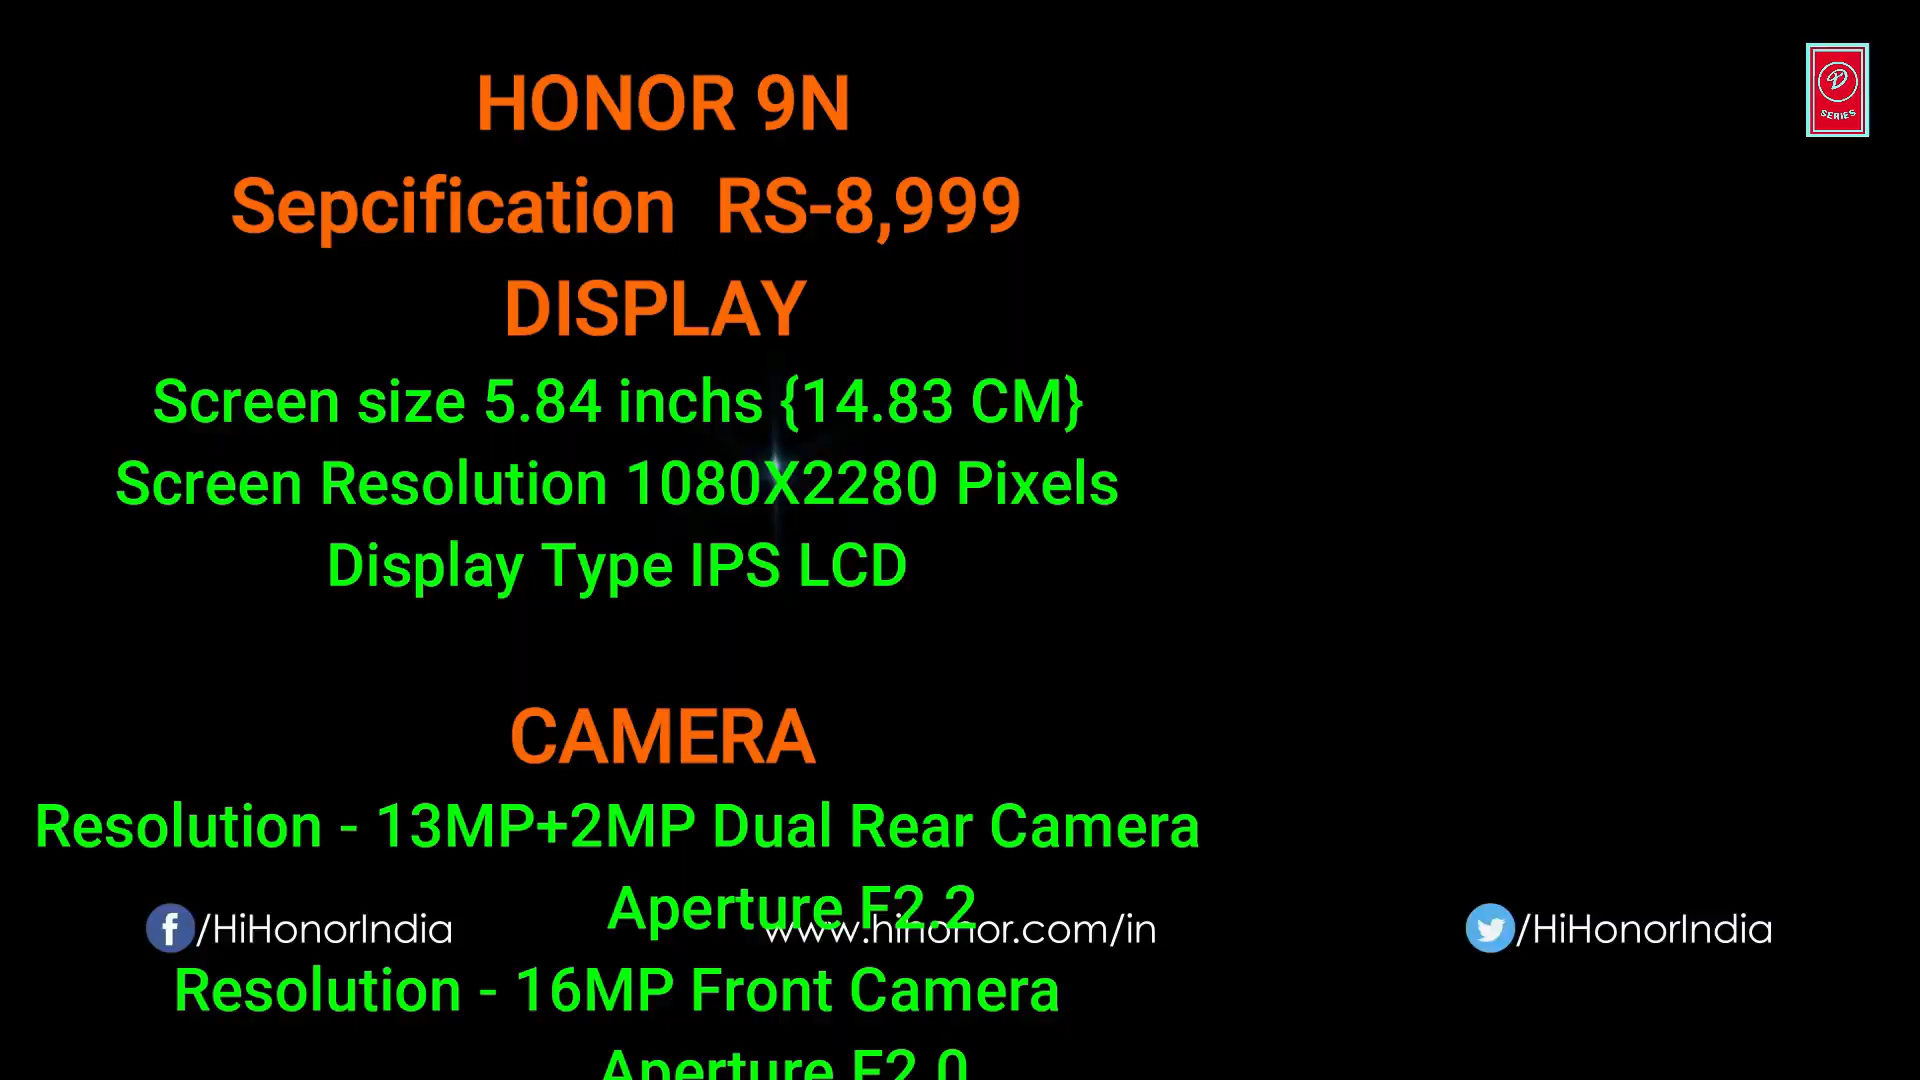 HONOR 9N
Sepcification RS-8,999
DISPLAY
Screen size 5.84 inchs {14.83 CM}
Screen Resolution 1080X2280 Pixels
Display Type IPS LCD
CAMERA
Resolution - 13MP+2MP Dual Rear Camera
Aperture F2.2
/HiHonorIndia
www.hihonor.com/in
/HiHonorIndia
Resolution - 16MP Front Camera
Aperture F2.0
D
SERIES